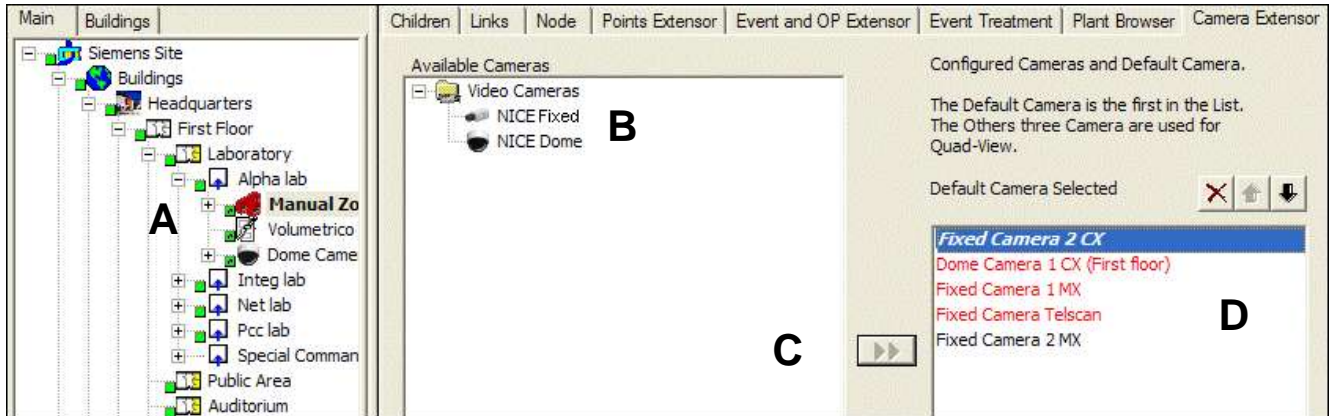 Main Buildings
Siemens Site
Buildings
Headquarters
First Floor
Laboratory
Alpha lab
Manual Zo
Volumetrico
Dome Came
Integ lab
Net lab
Pcc lab
Special Comman
Public Area
Auditorium
A
Children Links Node Points Extensor Event and OP Extensor Event Treatment Plant Browser Camera Extensor
Available Cameras
Video Cameras
NICE Fixed
NICE Dome
B
C
Configured Cameras and Default Camera.
The Default Camera is the first in the List.
The Others three Camera are used for
Quad-View.
Default Camera Selected
Fixed Camera 2 CX
Dome Camera 1 CX (First floor)
Fixed Camera 1 MX
Fixed Camera Telscan
Fixed Camera 2 MX
D